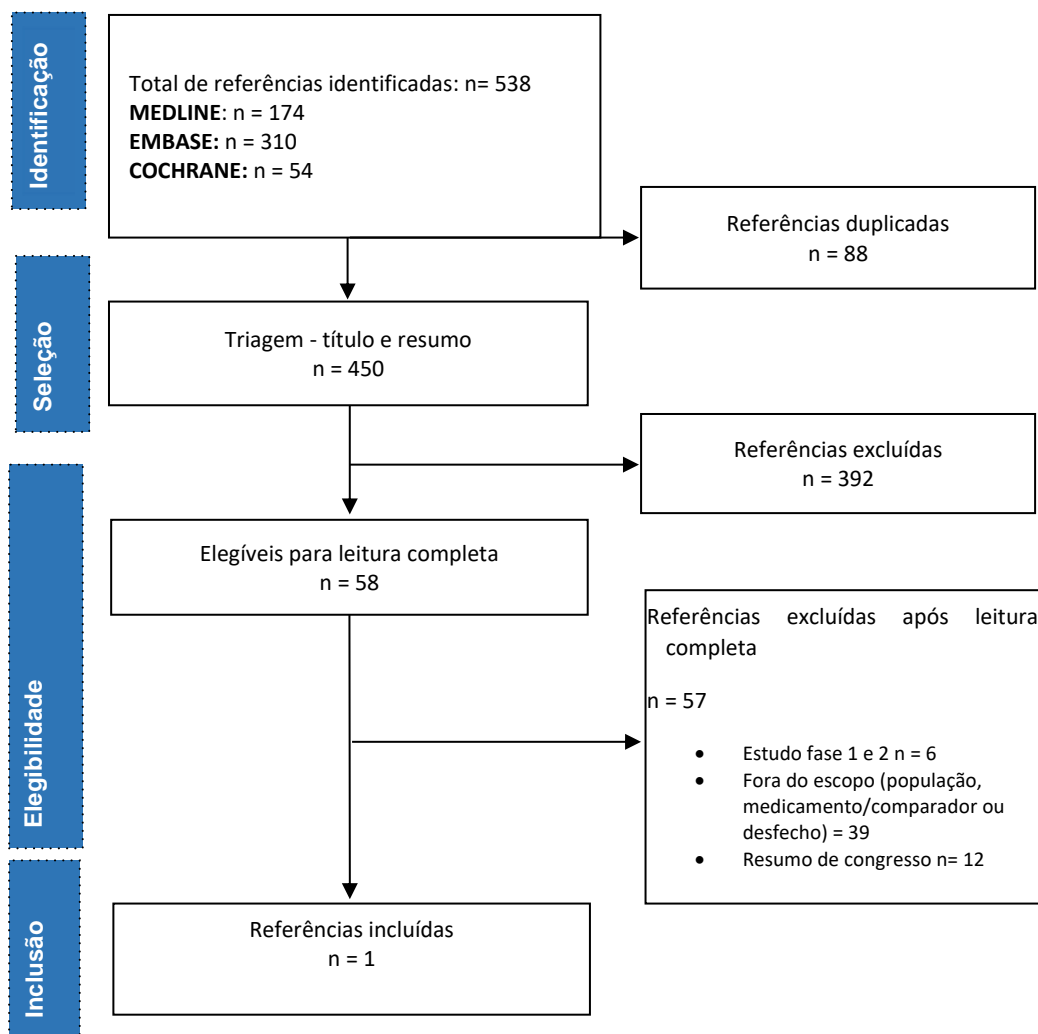 Identificação
Total de referências identificadas: n= 538
MEDLINE: n = 174
EMBASE: n = 310
COCHRANE: n = 54
Referências duplicadas
n = 88
Seleção
Triagem - título e resumo
n = 450
Referências excluídas
n = 392
Elegibilidade
Elegíveis para leitura completa
n = 58
Referências excluídas após leitura
completa
n = 57
• Estudo fase 1 e 2 n = 6
• Fora do escopo (população,
medicamento/comparador ou
desfecho) = 39
• Resumo de congresso n= 12
Inclusão
Referências incluídas
n = 1